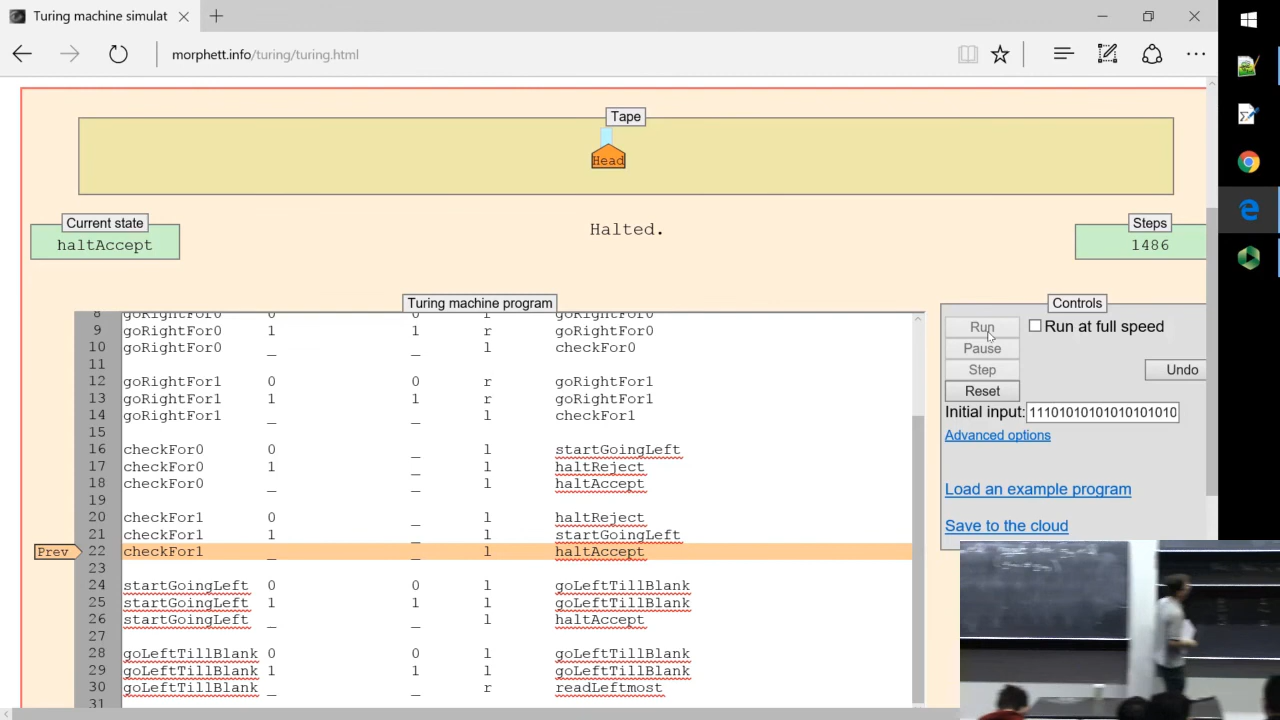 Turing machine simulat
morphett.info/turing/turing.html
Tape
Head
Current state
haltAccept
Halted.
Steps
1486
Turing machine program
8 goRightFor0 0 0 r goRightFor0
9 goRightFor0 1 1 r goRightFor0
10 goRightFor0 _ _ l checkFor0
11
12 goRightFor1 0 0 r goRightFor1
13 goRightFor1 1 1 r goRightFor1
14 goRightFor1 _ _ l checkFor1
15
16 checkFor0 0 _ l startGoingLeft
17 checkFor0 1 _ l haltReject
18 checkFor0 _ _ l haltAccept
19
20 checkFor1 0 _ l haltReject
21 checkFor1 1 _ l startGoingLeft
Prev 22 checkFor1 _ _ l haltAccept
23
24 startGoingLeft 0 0 l goLeftTillBlank
25 startGoingLeft 1 1 l goLeftTillBlank
26 startGoingLeft _ _ l haltAccept
27
28 goLeftTillBlank 0 0 l goLeftTillBlank
29 goLeftTillBlank 1 1 l goLeftTillBlank
30 goLeftTillBlank _ _ r readLeftmost
31
Controls
Run
Run at full speed
Pause
Step
Undo
Reset
Initial input: 11101010101010101010
Advanced options
Load an example program
Save to the cloud